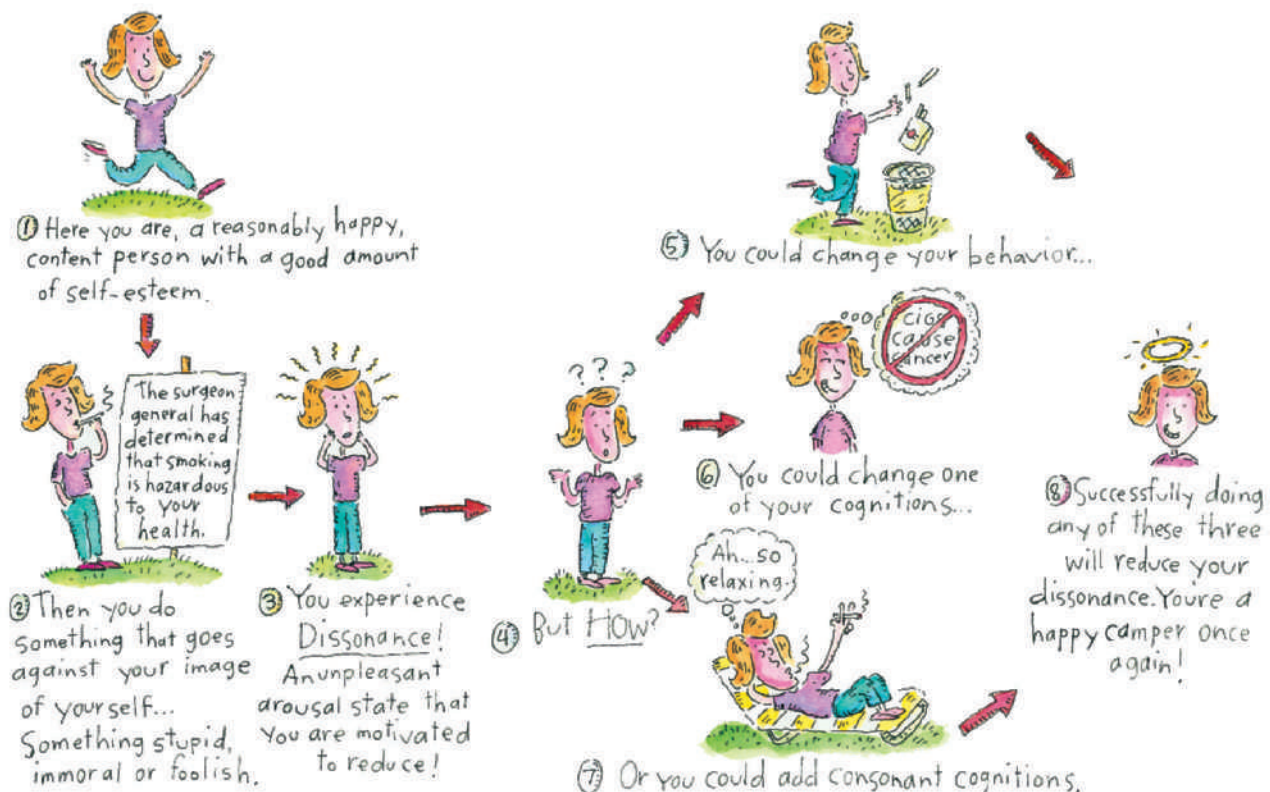 ① Here you are, a reasonably happy,
content person with a good amount
of self-esteem.
The surgeon
general has
determined
that smoking
is hazardous
to your
health.
② Then you do
something that goes
against your image
of yourself...
Something stupid,
immoral or foolish.
③ You experience
Dissonance!
An unpleasant
arousal state that
you are motivated
to reduce!
???
④ But HOW?
⑤ You could change your behavior...
CIGS
cause
cancer
⑥ You could change one
of your cognitions...
Ah...so
relaxing.
⑦ Or you could add consonant cognitions.
⑧ Successfully doing
any of these three
will reduce your
dissonance. You're a
happy camper once
again!